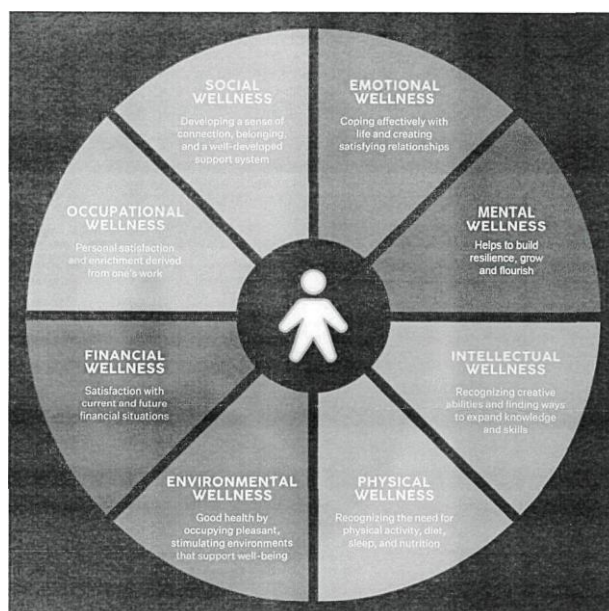 SOCIAL
WELLNESS
Developing a sense of
connection, belonging,
and a well-developed
support system
EMOTIONAL
WELLNESS
Coping effectively with
life and creating
satisfying relationships
MENTAL
WELLNESS
Helps to build
resilience, grow
and flourish
INTELLECTUAL
WELLNESS
Recognizing creative
abilities and finding ways
to expand knowledge
and skills
PHYSICAL
WELLNESS
Recognizing the need for
physical activity, diet,
sleep, and nutrition
ENVIRONMENTAL
WELLNESS
Good health by
occupying pleasant,
stimulating environments
that support well-being
FINANCIAL
WELLNESS
Satisfaction with
current and future
financial situations
OCCUPATIONAL
WELLNESS
Personal satisfaction
and enrichment derived
from one's work